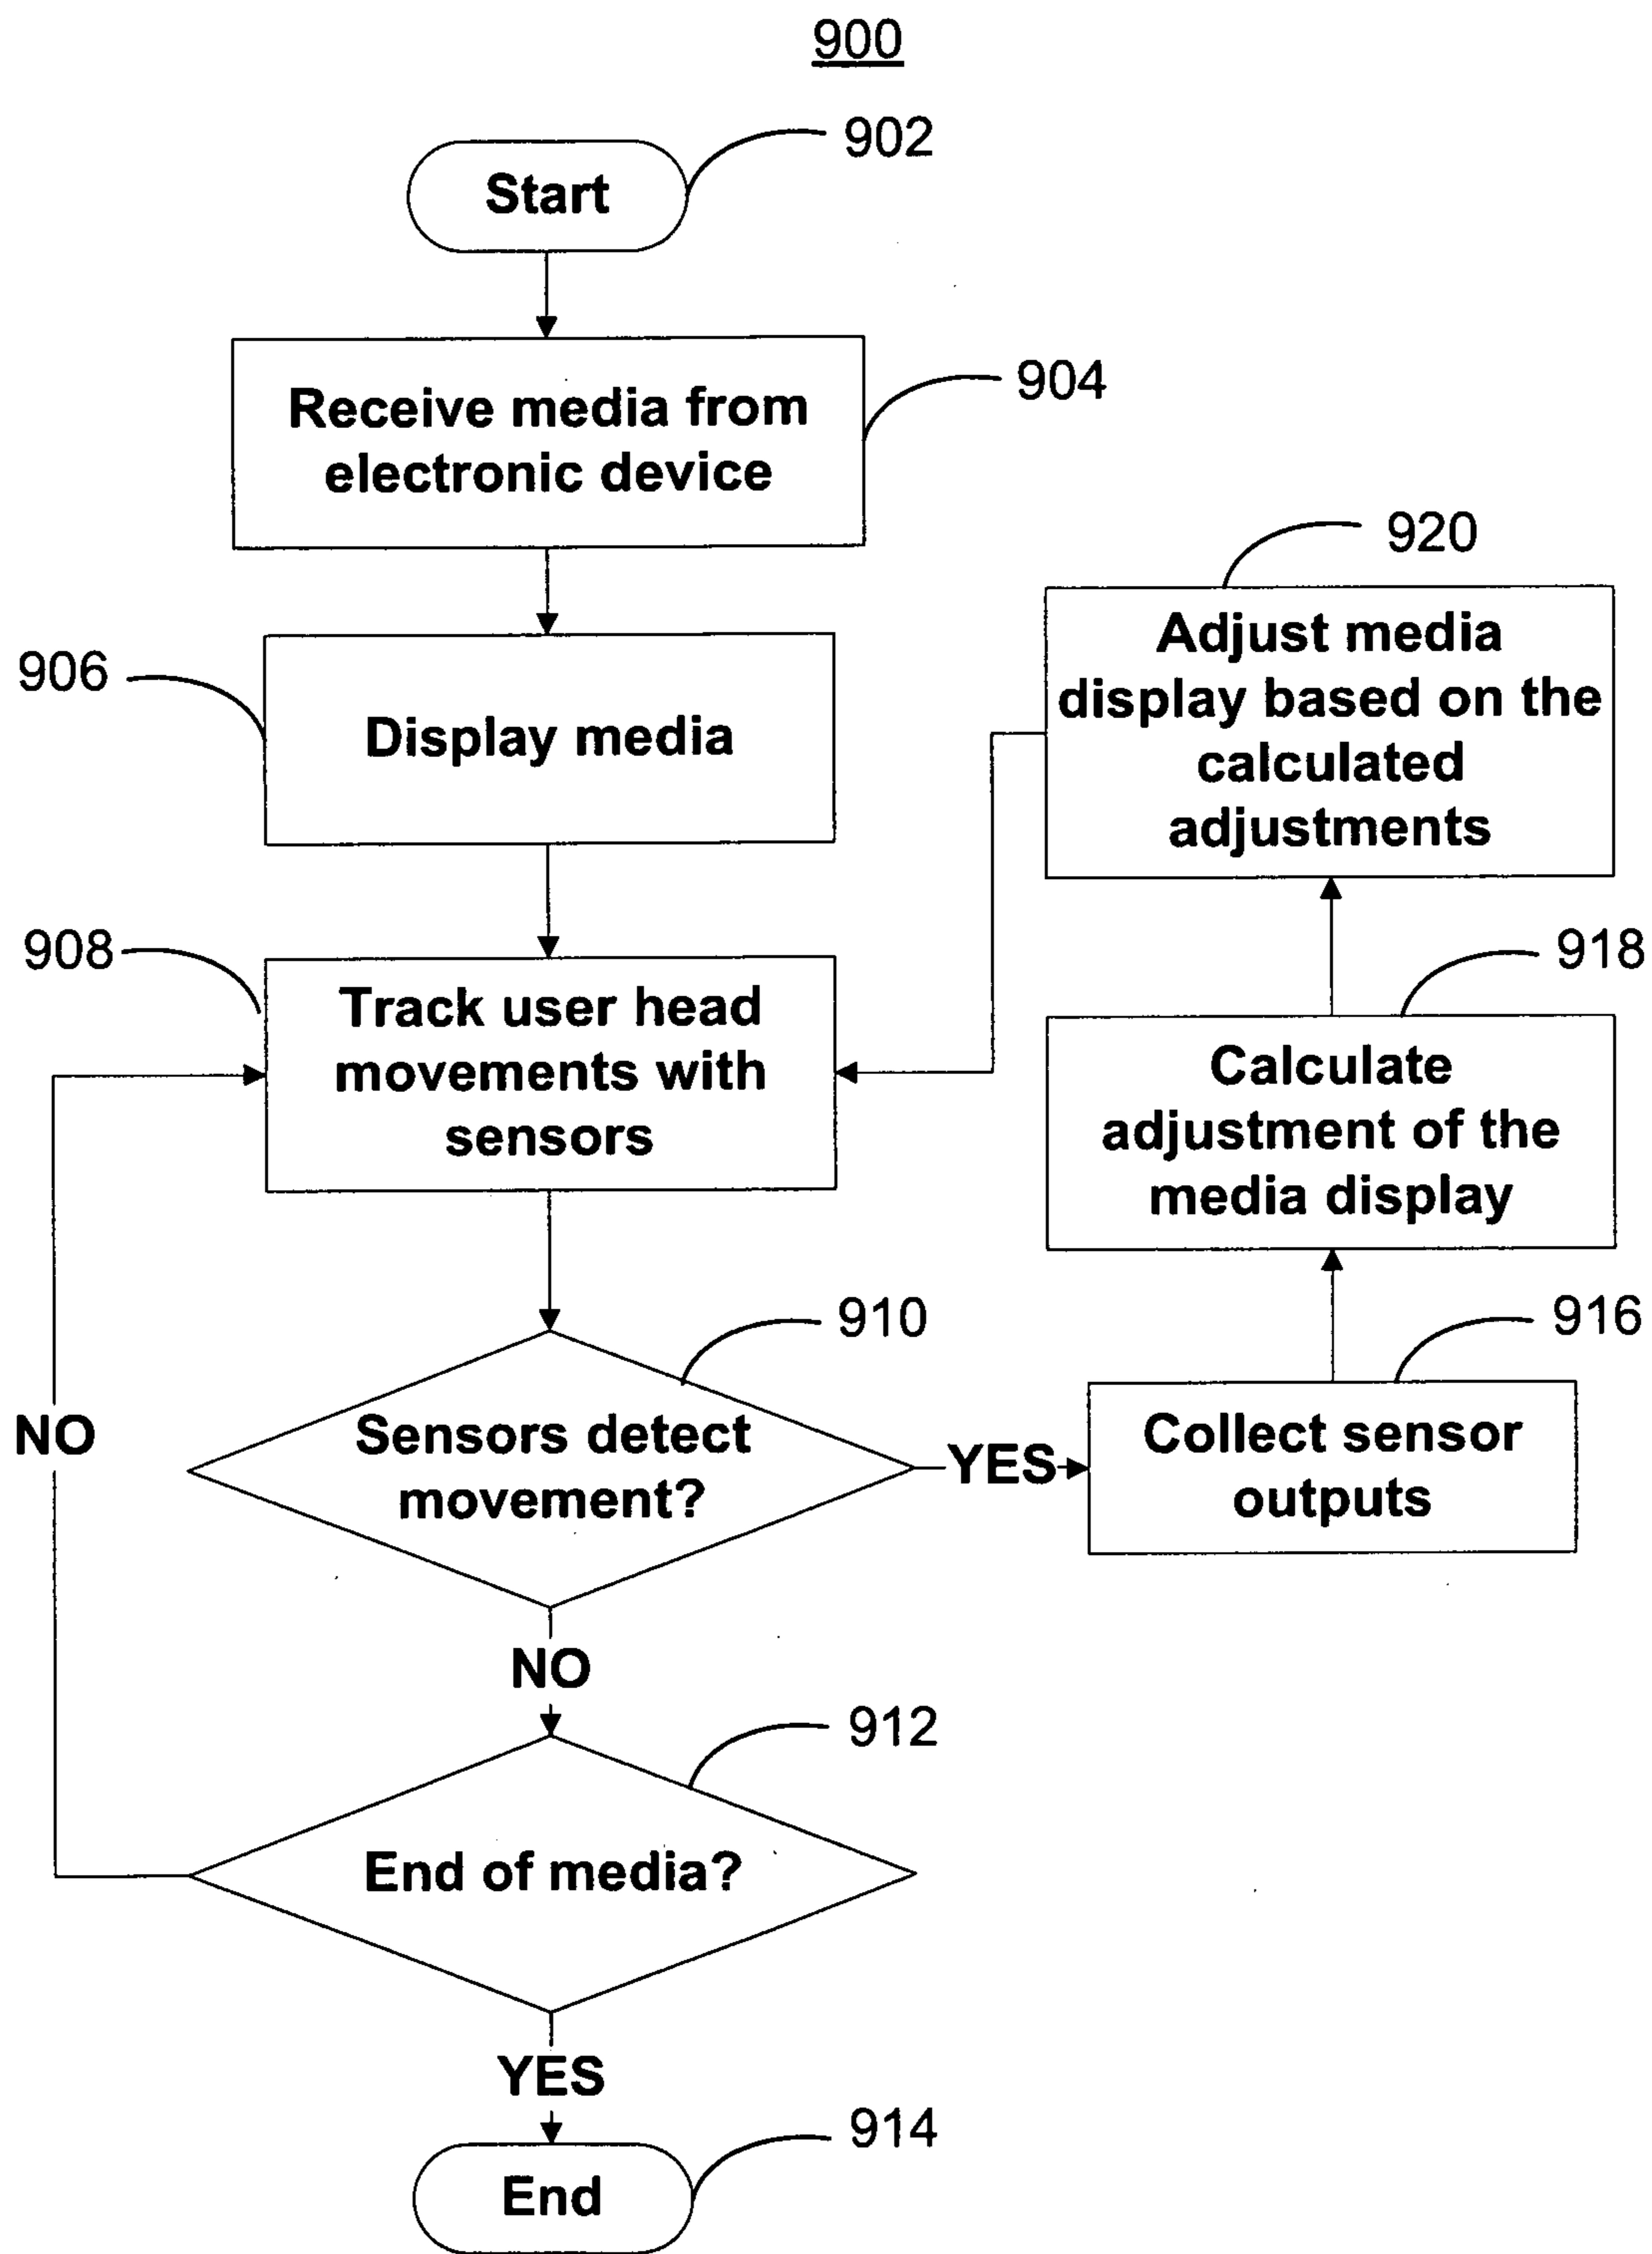 900
902
Start
904
Receive media from
electronic device
920
Adjust media
display based on the
calculated
adjustments
906
Display media
908
Track user head
movements with
sensors
918
Calculate
adjustment of the
media display
910
Sensors detect
movement?
YES
916
Collect sensor
outputs
NO
NO
912
End of media?
YES
914
End